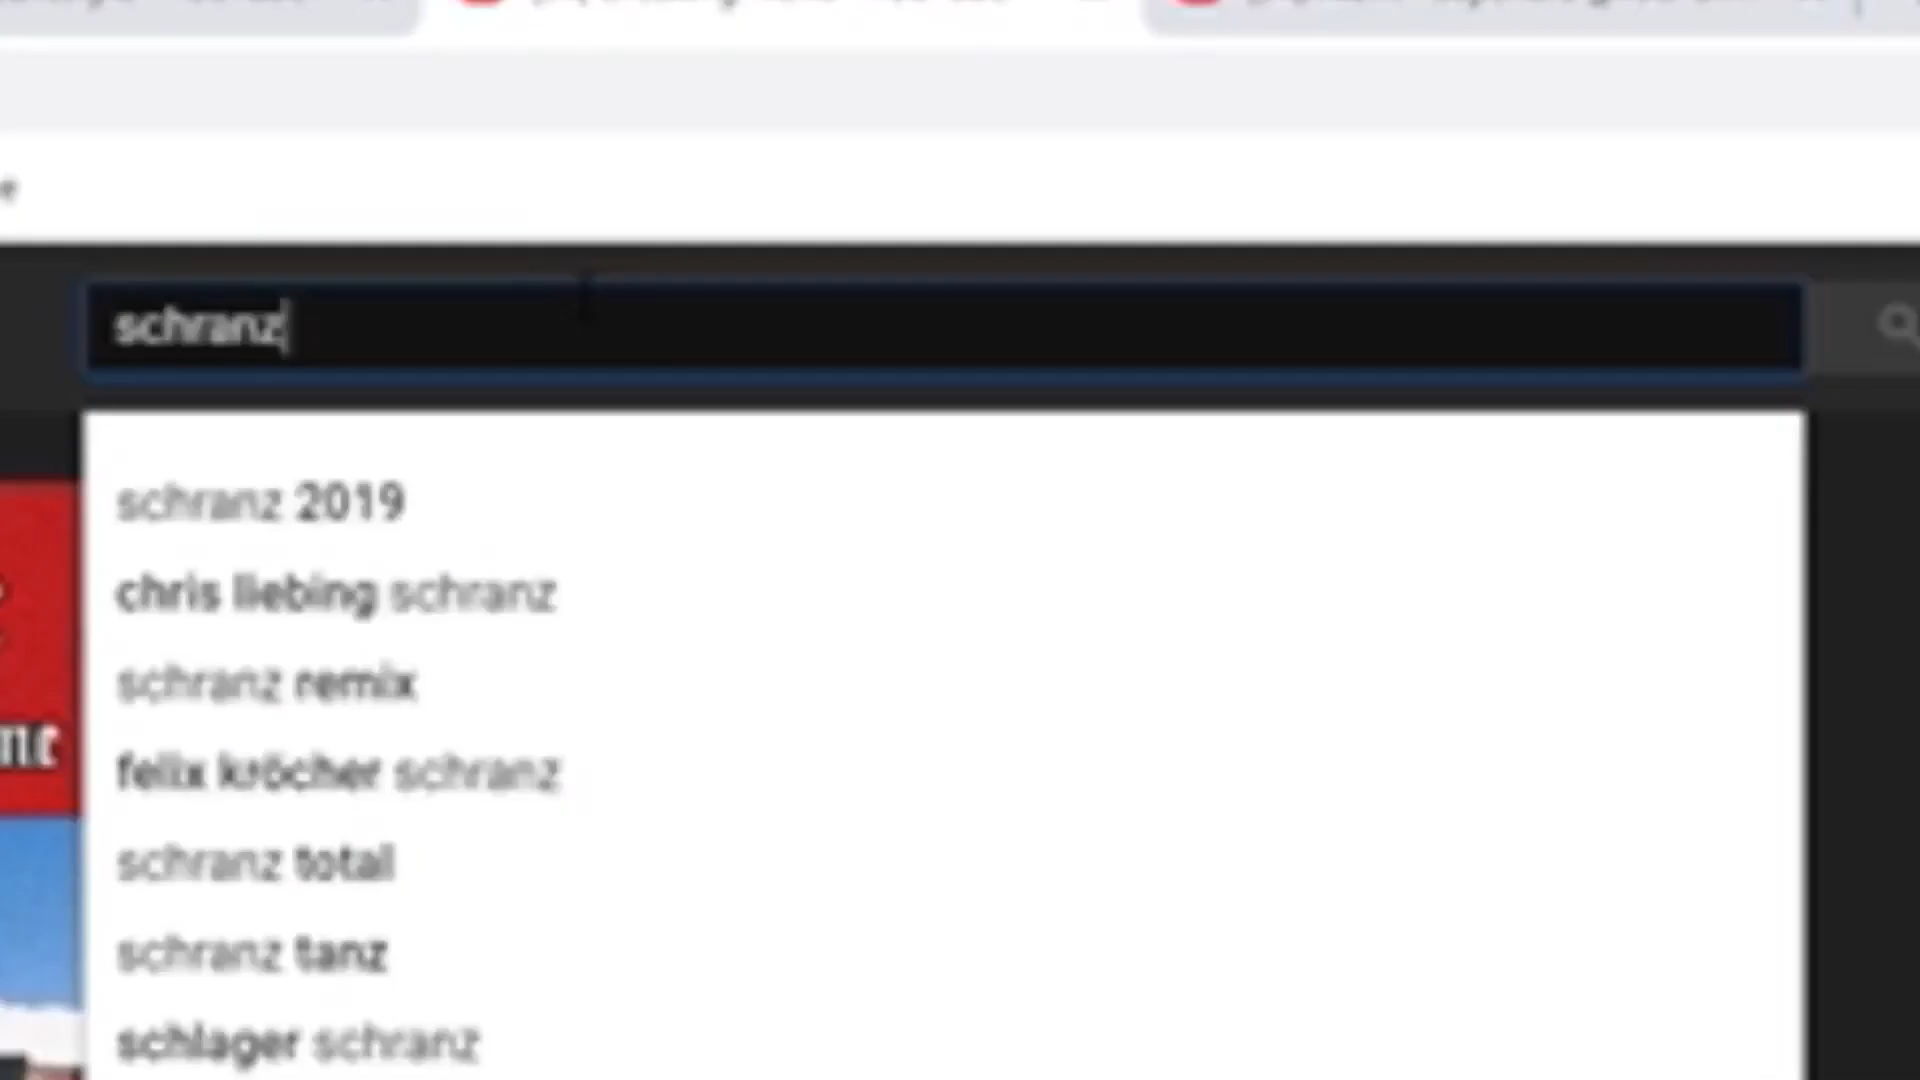 schranz
schranz 2019
chris liebing schranz
schranz remix
felix kröcher schranz
schranz total
schranz tanz
schlager schranz